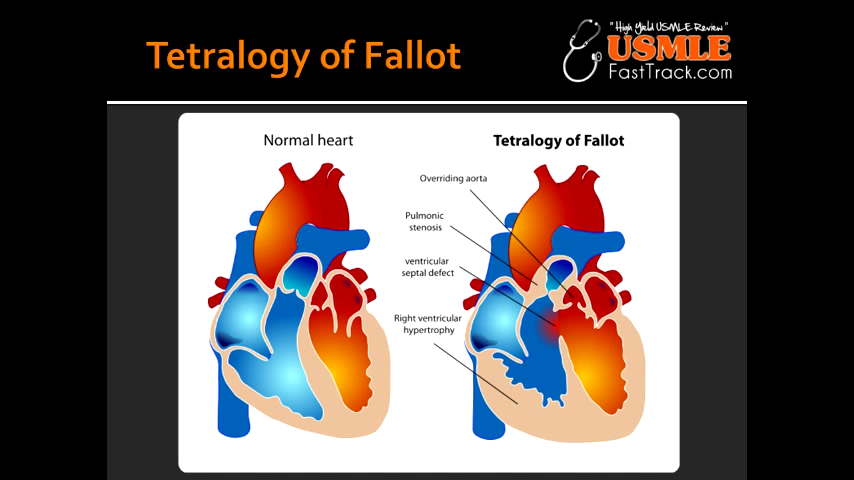 Tetralogy of Fallot
"High Yield USMLE Review"
USMLE
FastTrack.com
Normal heart
Tetralogy of Fallot
Overriding aorta
Pulmonic
stenosis
ventricular
septal defect
Right ventricular
hypertrophy